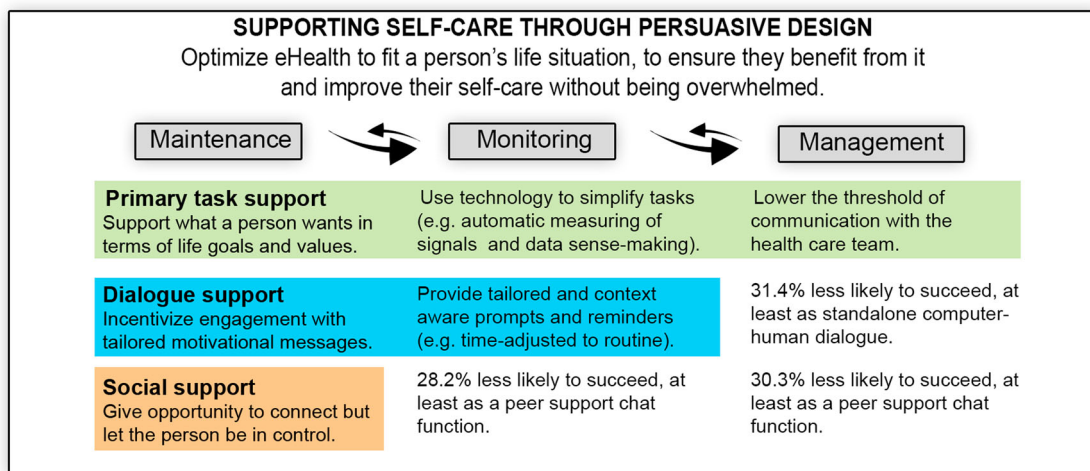 SUPPORTING SELF-CARE THROUGH PERSUASIVE DESIGN
Optimize eHealth to fit a person's life situation, to ensure they benefit from it
and improve their self-care without being overwhelmed.
Maintenance
Monitoring
Management
Primary task support
Support what a person wants in
terms of life goals and values.
Use technology to simplify tasks
(e.g. automatic measuring of
signals and data sense-making).
Lower the threshold of
communication with the
health care team.
Dialogue support
Incentivize engagement with
tailored motivational messages.
Provide tailored and context
aware prompts and reminders
(e.g. time-adjusted to routine).
31.4% less likely to succeed, at
least as standalone computer-
human dialogue.
Social support
Give opportunity to connect but
let the person be in control.
28.2% less likely to succeed, at
least as a peer support chat
function.
30.3% less likely to succeed, at
least as a peer support chat
function.